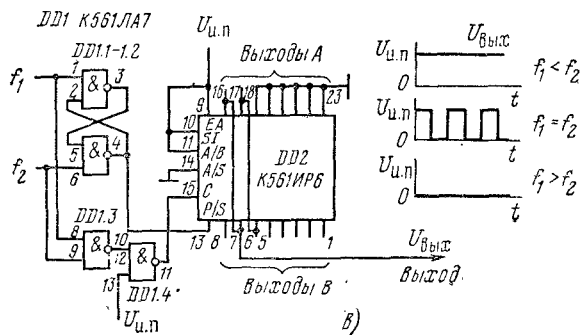 DD1 К561ЛА7
DD1.1-1.2
f1
1
2
&
3
f2
5
6
&
4
DD1.3
8
9
&
10
12
13
&
11
DD1.4
Uи.п
Uи.п
Выходы А
16 17 18 23
9
10
11
14
15
EA
SI
A/B
A/S
C
P/S
DD2
К561ИР6
13 8 7 6 5 1
Выходы В
Uвых
Выход
в)
Uи.п
Uвых
0
t
f1<f2
Uи.п
0
t
f1=f2
Uи.п
0
t
f1>f2